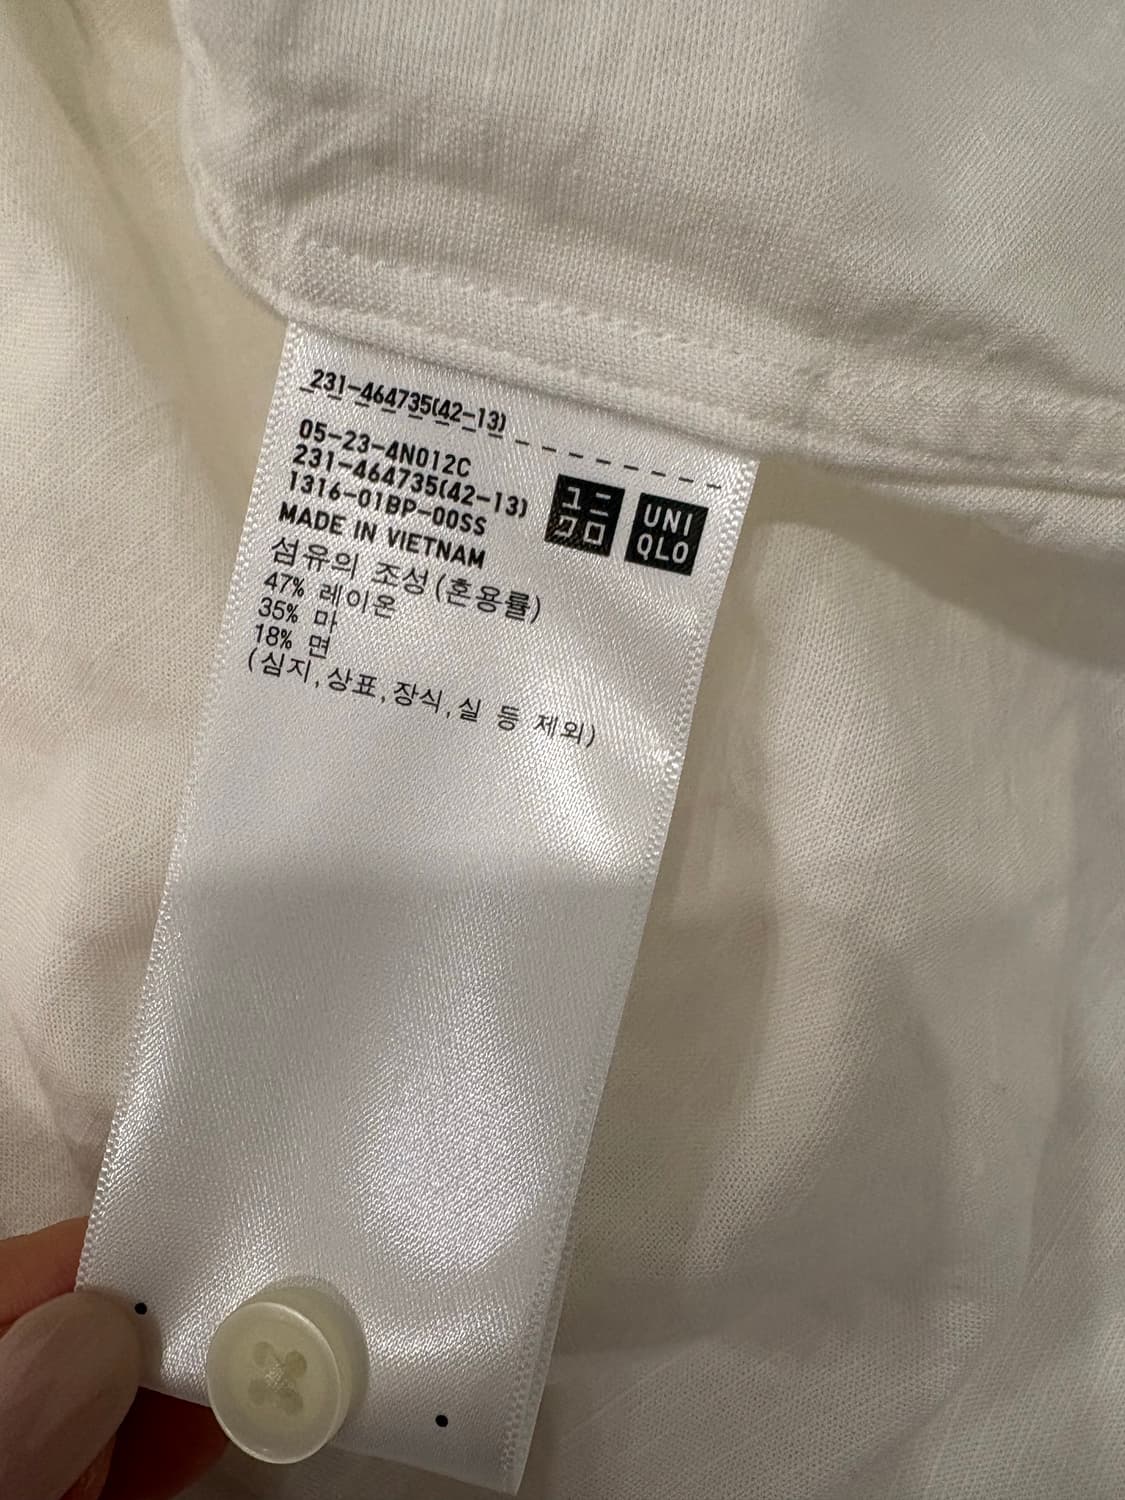 231-464735(42-13)
05-23-4N012C
231-464735(42-13)
1316-01BP-00SS
MADE IN VIETNAM
ユニ
クロ
UNI
QLO
섬유의 조성(혼용률)
47% 레이온
35% 마
18% 면
(심지,상표,장식,실 등 제외)